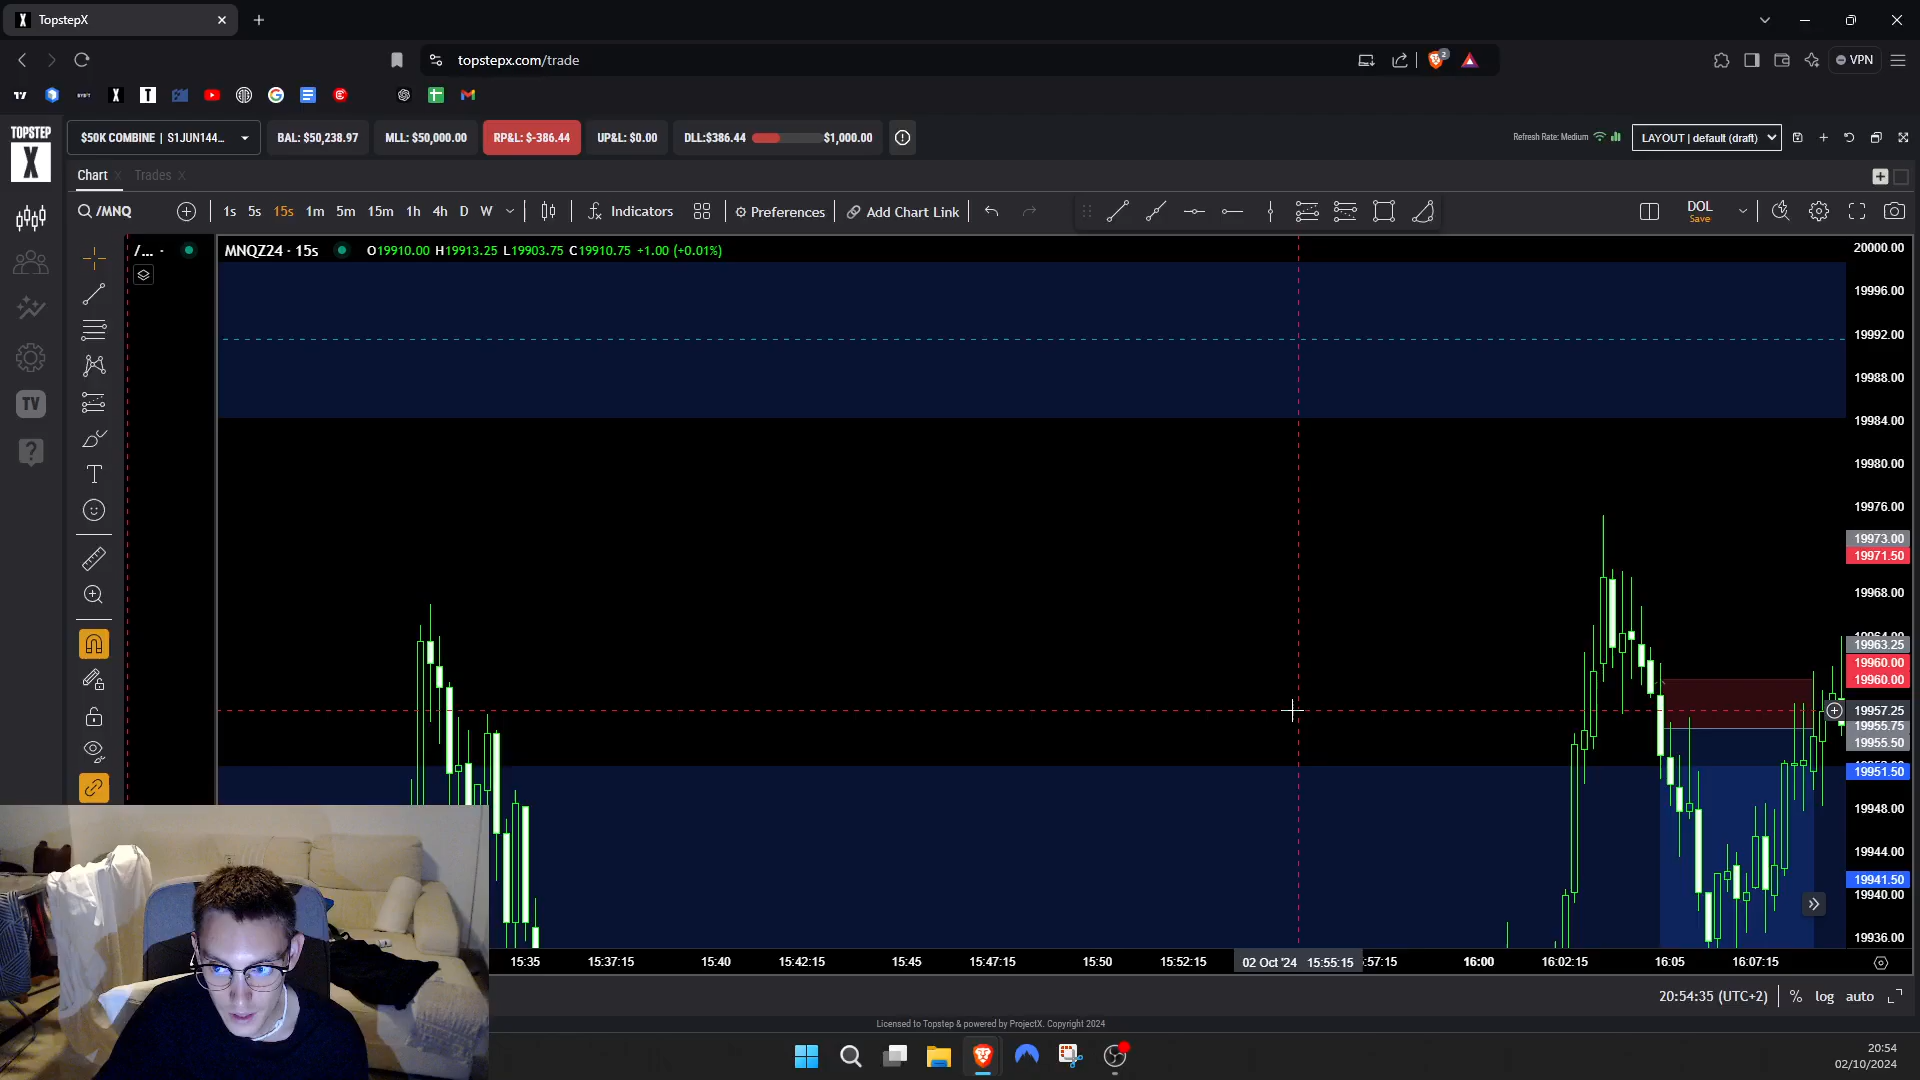 TopstepX
topstepx.com/trade
2
VPN
TOPSTEP
X
$50K COMBINE | S1JUN144...
BAL: $50,238.97
MLL: $50,000.00
RP&L: $-386.44
UP&L: $0.00
DLL:$386.44
$1,000.00
Refresh Rate: Medium
LAYOUT | default (draft)
Chart
Trades
/MNQ
1s 5s 15s 1m 5m 15m 1h 4h D W
Indicators
Preferences
Add Chart Link
DOL
Save
/... ·
MNQZ24 · 15s
O19910.00 H19913.25 L19903.75 C19910.75 +1.00 (+0.01%)
TV
T
20000.00
19996.00
19992.00
19988.00
19984.00
19980.00
19976.00
19973.00
19971.50
19968.00
19963.25
19960.00
19960.00
19957.25
19955.75
19955.50
19951.50
19948.00
19944.00
19941.50
19940.00
19936.00
15:35 15:37:15 15:40 15:42:15 15:45 15:47:15 15:50 15:52:15 02 Oct '24 15:55:15 :57:15 16:00 16:02:15 16:05 16:07:15
20:54:35 (UTC+2)
% log auto
Licensed to Topstep & powered by ProjectX. Copyright 2024
20:54
02/10/2024